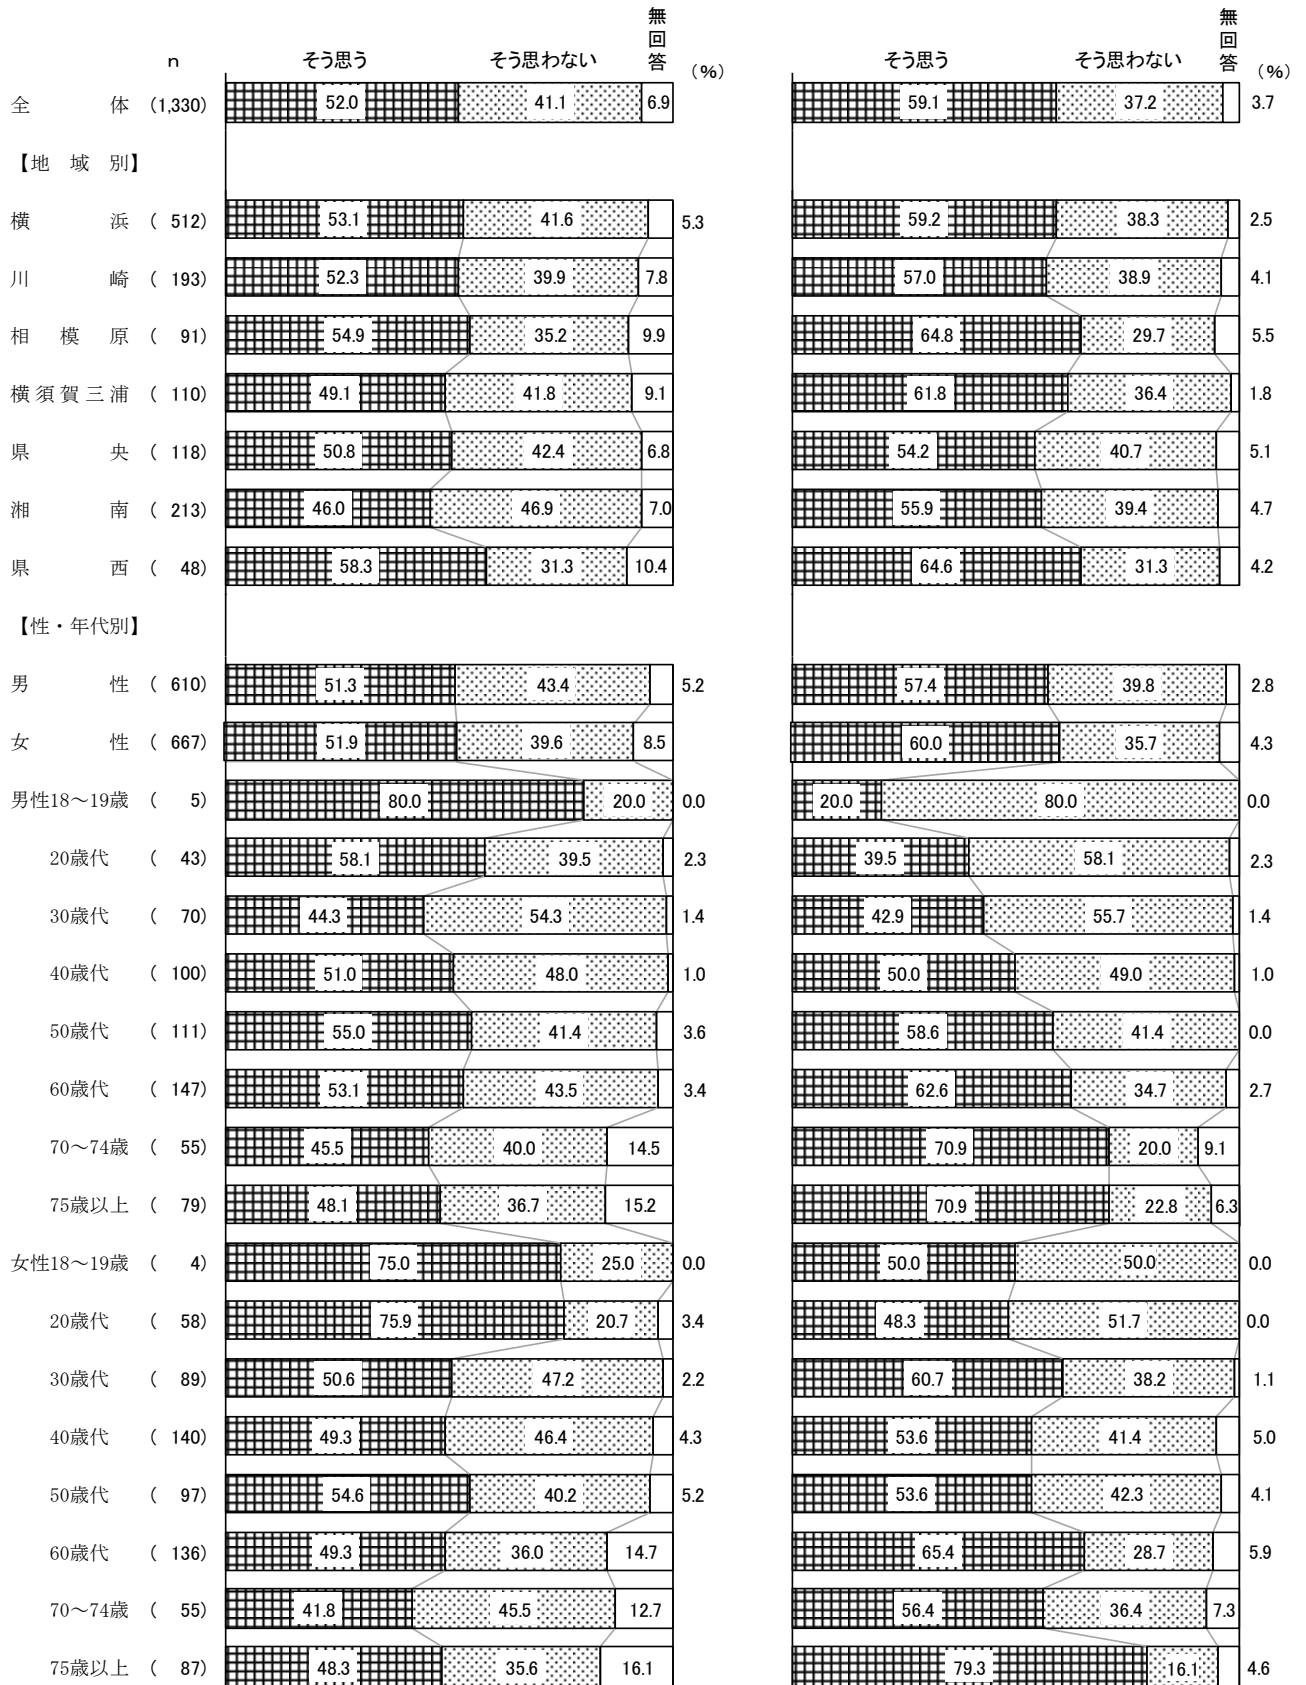 無 無
回 回
n そう思う そう思わない 答 (%) そう思う そう思わない 答 (%)
全 体 (1,330) 52.0 41.1 6.9 59.1 37.2 3.7
【地 域 別】
横 浜 ( 512) 53.1 41.6 5.3 59.2 38.3 2.5
川 崎 ( 193) 52.3 39.9 7.8 57.0 38.9 4.1
相 模 原 ( 91) 54.9 35.2 9.9 64.8 29.7 5.5
横須賀三浦 ( 110) 49.1 41.8 9.1 61.8 36.4 1.8
県 央 ( 118) 50.8 42.4 6.8 54.2 40.7 5.1
湘 南 ( 213) 46.0 46.9 7.0 55.9 39.4 4.7
県 西 ( 48) 58.3 31.3 10.4 64.6 31.3 4.2
【性・年代別】
男 性 ( 610) 51.3 43.4 5.2 57.4 39.8 2.8
女 性 ( 667) 51.9 39.6 8.5 60.0 35.7 4.3
男性18～19歳 ( 5) 80.0 20.0 0.0 20.0 80.0 0.0
20歳代 ( 43) 58.1 39.5 2.3 39.5 58.1 2.3
30歳代 ( 70) 44.3 54.3 1.4 42.9 55.7 1.4
40歳代 ( 100) 51.0 48.0 1.0 50.0 49.0 1.0
50歳代 ( 111) 55.0 41.4 3.6 58.6 41.4 0.0
60歳代 ( 147) 53.1 43.5 3.4 62.6 34.7 2.7
70～74歳 ( 55) 45.5 40.0 14.5 70.9 20.0 9.1
75歳以上 ( 79) 48.1 36.7 15.2 70.9 22.8 6.3
女性18～19歳 ( 4) 75.0 25.0 0.0 50.0 50.0 0.0
20歳代 ( 58) 75.9 20.7 3.4 48.3 51.7 0.0
30歳代 ( 89) 50.6 47.2 2.2 60.7 38.2 1.1
40歳代 ( 140) 49.3 46.4 4.3 53.6 41.4 5.0
50歳代 ( 97) 54.6 40.2 5.2 53.6 42.3 4.1
60歳代 ( 136) 49.3 36.0 14.7 65.4 28.7 5.9
70～74歳 ( 55) 41.8 45.5 12.7 56.4 36.4 7.3
75歳以上 ( 87) 48.3 35.6 16.1 79.3 16.1 4.6